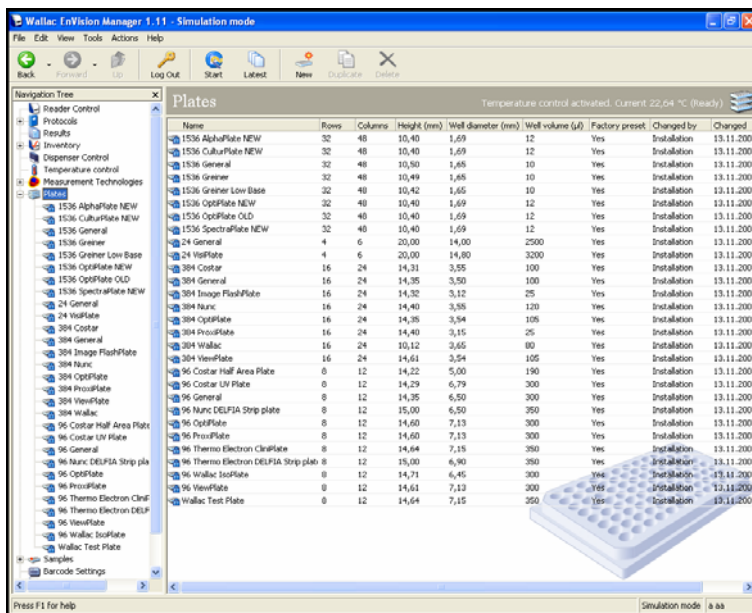 Wallac EnVision Manager 1.11 - Simulation mode
File Edit View Tools Actions Help
Back Forward Up Log Out Start Latest New Duplicate Delete
Navigation Tree
Reader Control
Protocols
Results
Inventory
Dispenser Control
Temperature control
Measurement Technologies
Plates
1536 AlphaPlate NEW
1536 CulturPlate NEW
1536 General
1536 Greiner
1536 Greiner Low Base
1536 OptiPlate NEW
1536 OptiPlate OLD
1536 SpectraPlate NEW
24 General
24 VisiPlate
384 Costar
384 General
384 Image FlashPlate
384 Nunc
384 OptiPlate
384 ProxiPlate
384 ViewPlate
384 Wallac
96 Costar Half Area Plate
96 Costar UV Plate
96 General
96 Nunc DELFIA Strip pla
96 OptiPlate
96 ProxiPlate
96 Thermo Electron CliniF
96 Thermo Electron DELF
96 ViewPlate
96 Wallac IsoPlate
Wallac Test Plate
Samples
Barcode Settings
Plates Temperature control activated. Current 22,64 °C (Ready)
Name Rows Columns Height (mm) Well diameter (mm) Well volume (µl) Factory preset Changed by Changed
1536 AlphaPlate NEW 32 48 10,40 1,69 12 Yes Installation 13.11.200
1536 CulturPlate NEW 32 48 10,40 1,69 12 Yes Installation 13.11.200
1536 General 32 48 10,50 1,65 10 Yes Installation 13.11.200
1536 Greiner 32 48 10,49 1,65 10 Yes Installation 13.11.200
1536 Greiner Low Base 32 48 10,42 1,65 10 Yes Installation 13.11.200
1536 OptiPlate NEW 32 48 10,40 1,69 12 Yes Installation 13.11.200
1536 OptiPlate OLD 32 48 10,40 1,69 12 Yes Installation 13.11.200
1536 SpectraPlate NEW 32 48 10,40 1,69 12 Yes Installation 13.11.200
24 General 4 6 20,00 14,00 2500 Yes Installation 13.11.200
24 VisiPlate 4 6 20,00 14,80 3200 Yes Installation 13.11.200
384 Costar 16 24 14,31 3,55 100 Yes Installation 13.11.200
384 General 16 24 14,35 3,50 100 Yes Installation 13.11.200
384 Image FlashPlate 16 24 14,32 3,12 25 Yes Installation 13.11.200
384 Nunc 16 24 14,40 3,55 120 Yes Installation 13.11.200
384 OptiPlate 16 24 14,35 3,54 105 Yes Installation 13.11.200
384 ProxiPlate 16 24 14,40 3,15 25 Yes Installation 13.11.200
384 Wallac 16 24 10,12 3,65 80 Yes Installation 13.11.200
384 ViewPlate 16 24 14,61 3,54 105 Yes Installation 13.11.200
96 Costar Half Area Plate 8 12 14,22 5,00 190 Yes Installation 13.11.200
96 Costar UV Plate 8 12 14,29 6,79 300 Yes Installation 13.11.200
96 General 8 12 14,35 6,50 300 Yes Installation 13.11.200
96 Nunc DELFIA Strip plate 8 12 15,00 6,50 350 Yes Installation 13.11.200
96 OptiPlate 8 12 14,60 7,13 300 Yes Installation 13.11.200
96 ProxiPlate 8 12 14,60 7,13 300 Yes Installation 13.11.200
96 Thermo Electron CliniPlate 8 12 14,64 7,15 350 Yes Installation 13.11.200
96 Thermo Electron DELFIA Strip plate 8 12 15,00 6,90 350 Yes Installation 13.11.200
96 Wallac IsoPlate 8 12 14,71 6,45 300 Yes Installation 13.11.200
96 ViewPlate 8 12 14,61 7,13 300 Yes Installation 13.11.200
Wallac Test Plate 8 12 14,64 7,15 350 Yes Installation 13.11.200
Press F1 for help Simulation mode a aa